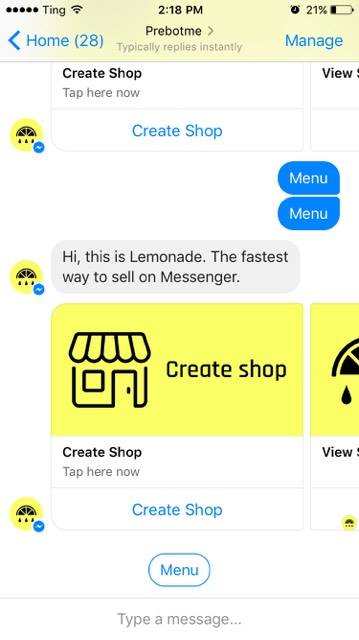 Ting 2:18 PM 21%
Home (28) Prebotme Manage
Typically replies instantly
Create Shop
Tap here now
Create Shop
View S
Menu
Menu
Hi, this is Lemonade. The fastest
way to sell on Messenger.
Create shop
Create Shop
Tap here now
Create Shop
View S
Menu
Type a message...